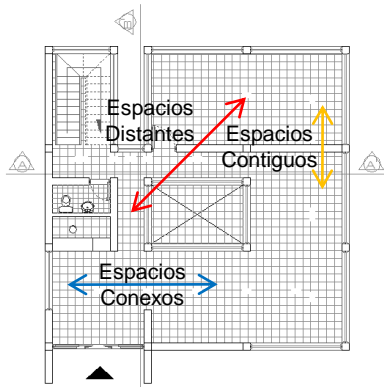 B
Espacios
Distantes
Espacios
Contiguos
A
A'
Espacios
Conexos